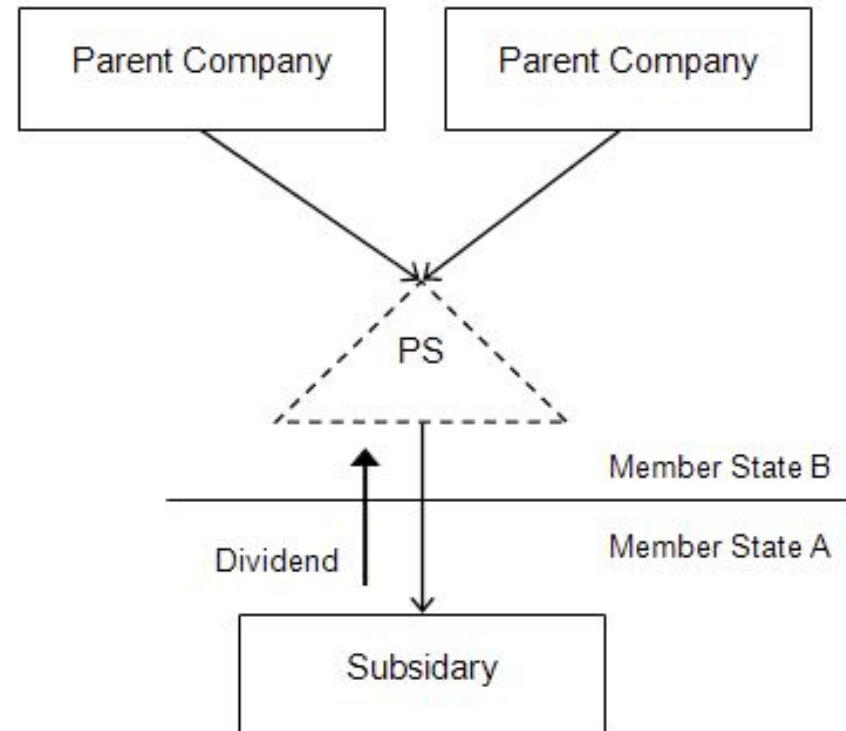 Parent Company
Parent Company
PS
Member State B
Dividend
Member State A
Subsidary